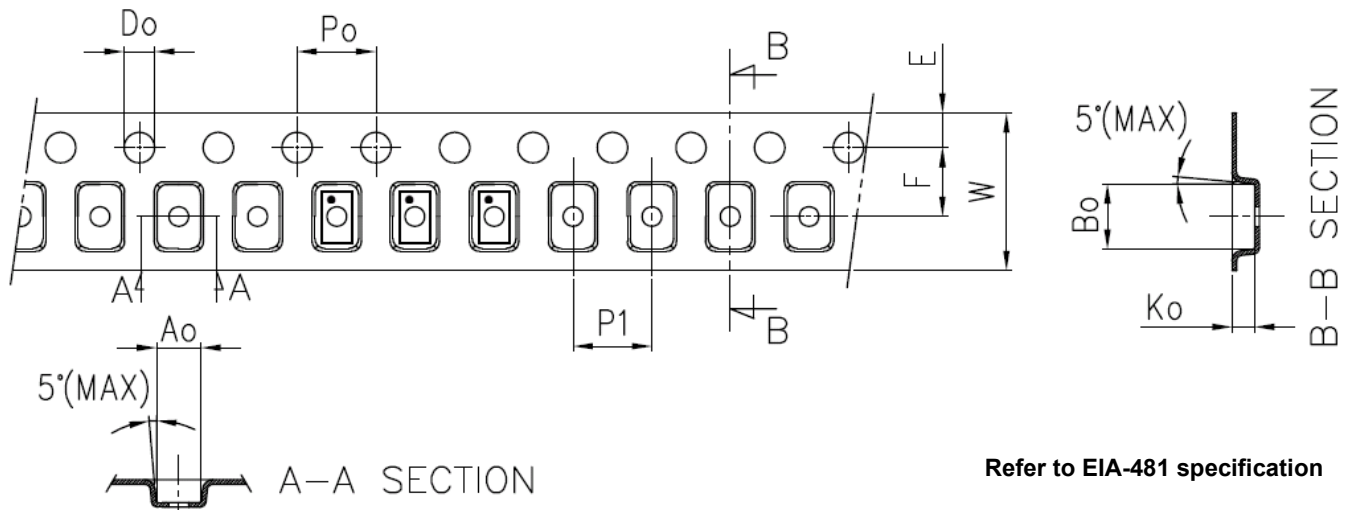 Do
Po
B
E
F
W
A
A
P1
B
Ao
5°(MAX)
A-A SECTION
5°(MAX)
Bo
Ko
B-B SECTION
Refer to EIA-481 specification